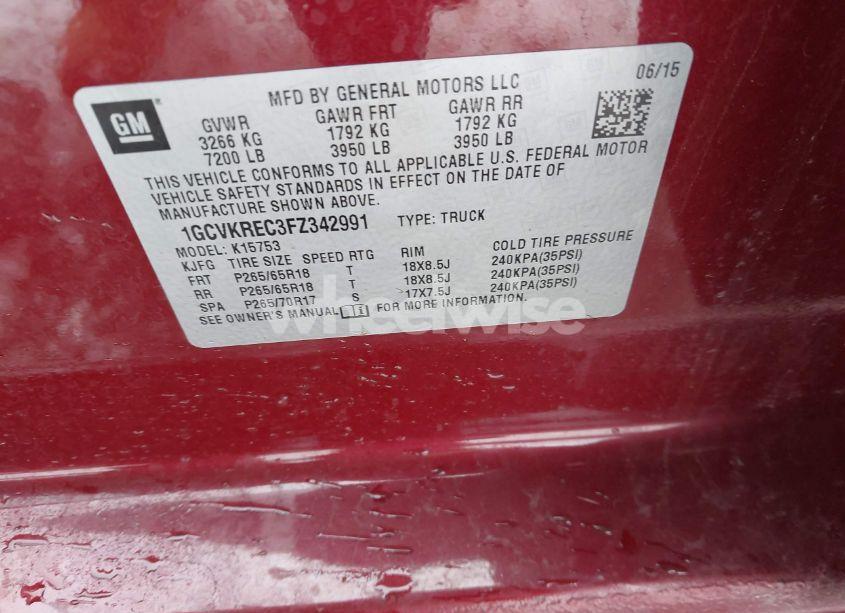 GM
MFD BY GENERAL MOTORS LLC 06/15
GVWR GAWR FRT GAWR RR
3266 KG 1792 KG 1792 KG
7200 LB 3950 LB 3950 LB
THIS VEHICLE CONFORMS TO ALL APPLICABLE U.S. FEDERAL MOTOR
VEHICLE SAFETY STANDARDS IN EFFECT ON THE DATE OF
MANUFACTURE SHOWN ABOVE.
1GCVKREC3FZ342991 TYPE: TRUCK
MODEL: K15753
KJFG TIRE SIZE SPEED RTG RIM COLD TIRE PRESSURE
FRT P265/65R18 T 18X8.5J 240KPA(35PSI)
RR P265/65R18 T 18X8.5J 240KPA(35PSI)
SPA P265/70R17 S 17X7.5J 240KPA(35PSI)
SEE OWNER'S MANUAL FOR MORE INFORMATION.
wheelwise